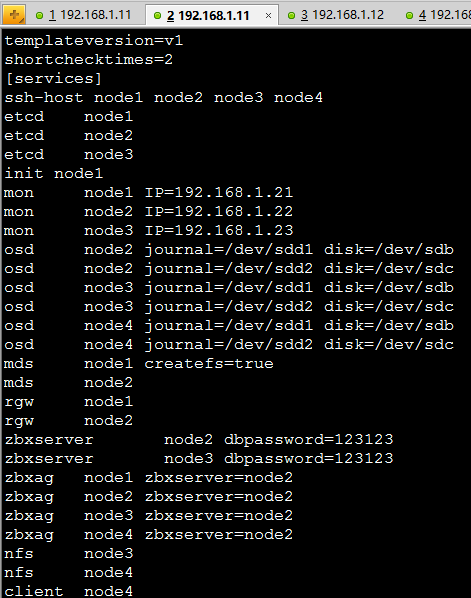 1 192.168.1.11 2 192.168.1.11 × 3 192.168.1.12 4 192.168
templateversion=v1
shortchecktimes=2
[services]
ssh-host node1 node2 node3 node4
etcd node1
etcd node2
etcd node3
init node1
mon node1 IP=192.168.1.21
mon node2 IP=192.168.1.22
mon node3 IP=192.168.1.23
osd node2 journal=/dev/sdd1 disk=/dev/sdb
osd node2 journal=/dev/sdd2 disk=/dev/sdc
osd node3 journal=/dev/sdd1 disk=/dev/sdb
osd node3 journal=/dev/sdd2 disk=/dev/sdc
osd node4 journal=/dev/sdd1 disk=/dev/sdb
osd node4 journal=/dev/sdd2 disk=/dev/sdc
mds node1 createfs=true
mds node2
rgw node1
rgw node2
zbxserver node2 dbpassword=123123
zbxserver node3 dbpassword=123123
zbxag node1 zbxserver=node2
zbxag node2 zbxserver=node2
zbxag node3 zbxserver=node2
zbxag node4 zbxserver=node2
nfs node3
nfs node4
client node4